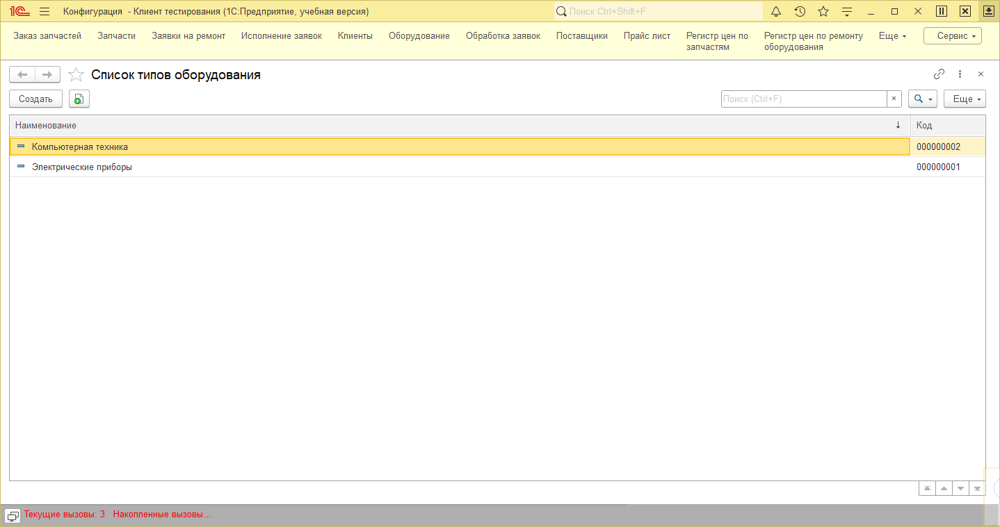 1С Конфигурация - Клиент тестирования (1С:Предприятие, учебная версия) Поиск Ctrl+Shift+F
Заказ запчастей Запчасти Заявки на ремонт Исполнение заявок Клиенты Оборудование Обработка заявок Поставщики Прайс лист Регистр цен по запчастям Регистр цен по ремонту оборудования Еще Сервис
Список типов оборудования
Создать Поиск (Ctrl+F) × Еще
Наименование ↓ Код
Компьютерная техника 000000002
Электрические приборы 000000001
Текущие вызовы: 3 Накопленные вызовы...